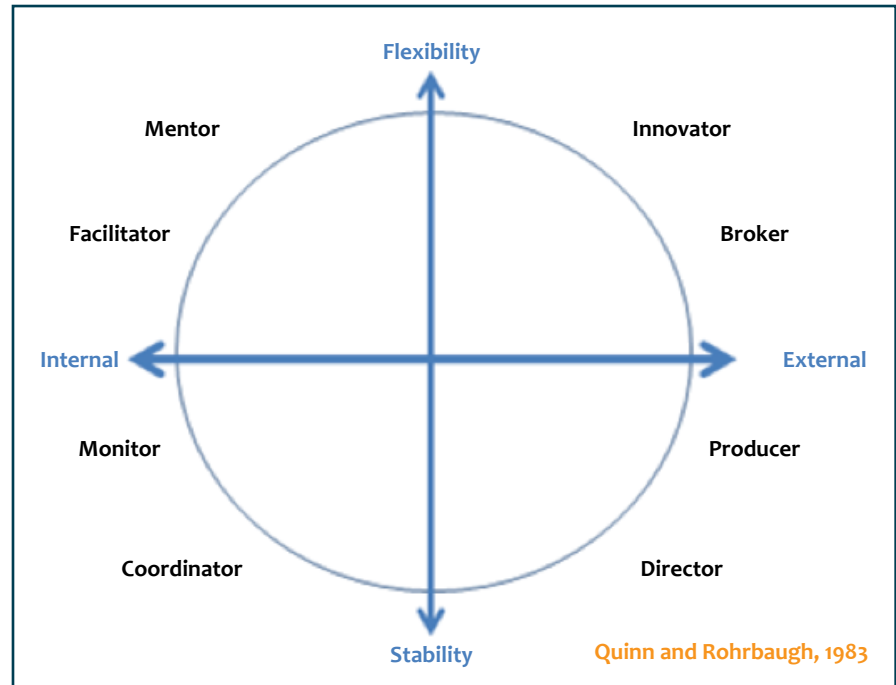 Flexibility
Mentor
Innovator
Facilitator
Broker
Internal
External
Monitor
Producer
Coordinator
Director
Stability
Quinn and Rohrbaugh, 1983